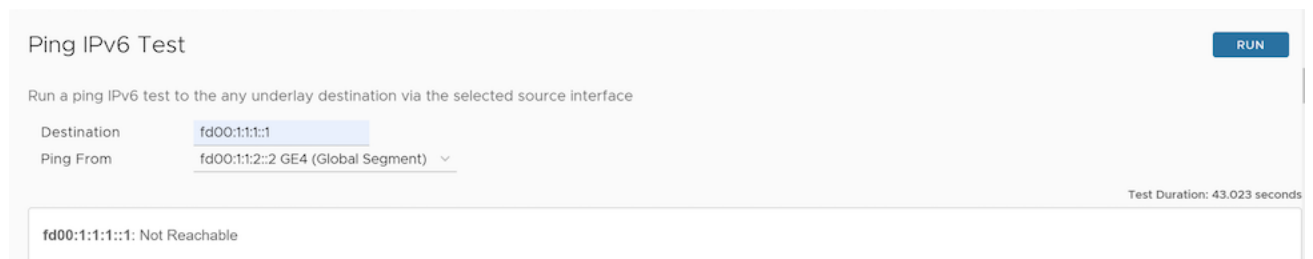 Ping IPv6 Test
RUN
Run a ping IPv6 test to the any underlay destination via the selected source interface
Destination fd00:1:1:1::1
Ping From fd00:1:1:2::2 GE4 (Global Segment)
Test Duration: 43.023 seconds
fd00:1:1:1::1: Not Reachable